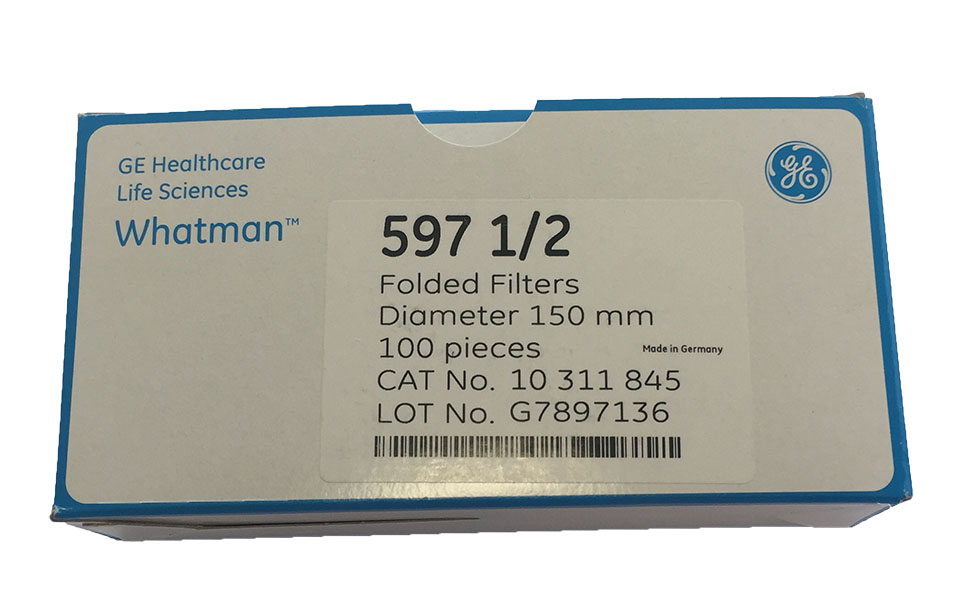 GE Healthcare
Life Sciences
Whatman™
GE
597 1/2
Folded Filters
Diameter 150 mm
100 pieces
Made in Germany
CAT No. 10 311 845
LOT No. G7897136